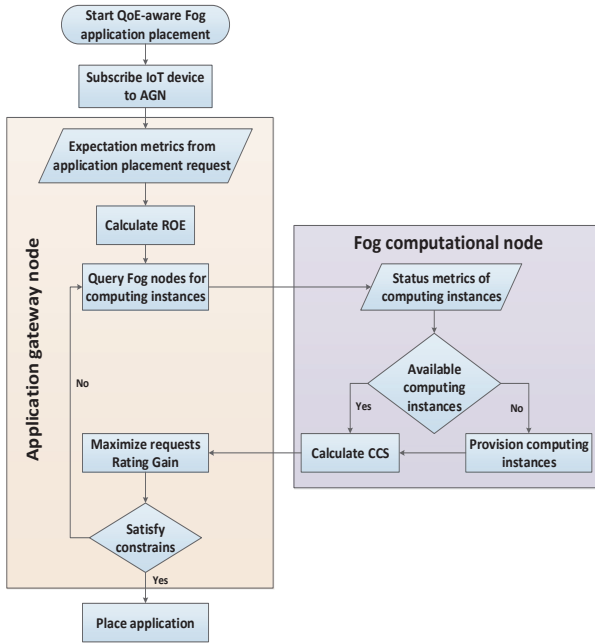 Start QoE-aware Fog
application placement
Subscribe IoT device
to AGN
Application gateway node
Expectation metrics from
application placement request
Calculate ROE
Query Fog nodes for
computing instances
Fog computational node
Status metrics of
computing instances
Available
computing
instances
Yes
No
Provision computing
instances
Calculate CCS
Maximize requests
Rating Gain
No
Satisfy
constrains
Yes
Place application